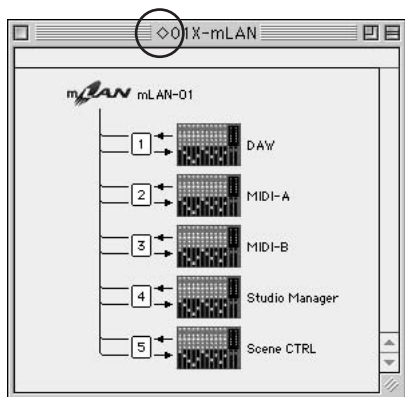 ◇01X-mLAN
mLAN mLAN-01
1 DAW
2 MIDI-A
3 MIDI-B
4 Studio Manager
5 Scene CTRL